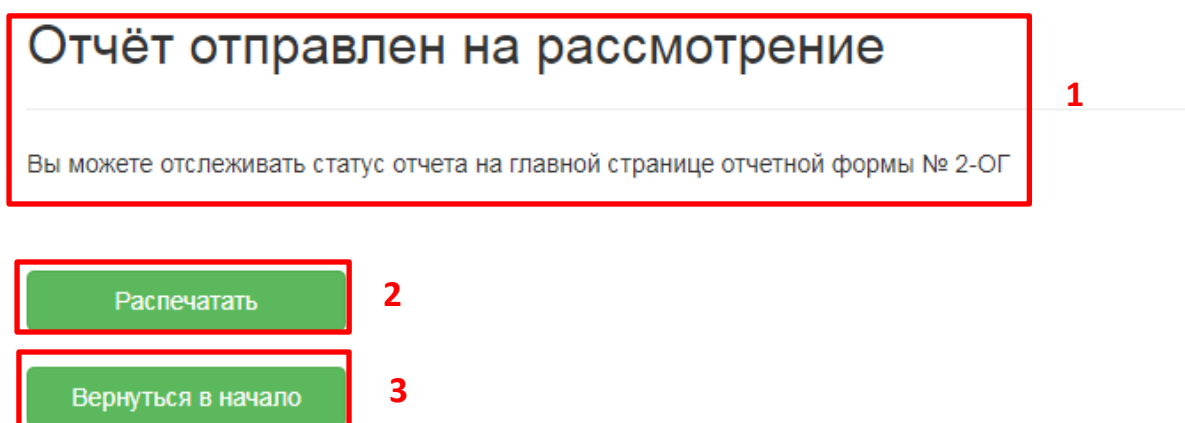 Отчёт отправлен на рассмотрение
1
Вы можете отслеживать статус отчета на главной странице отчетной формы № 2-ОГ
Распечатать
2
Вернуться в начало
3